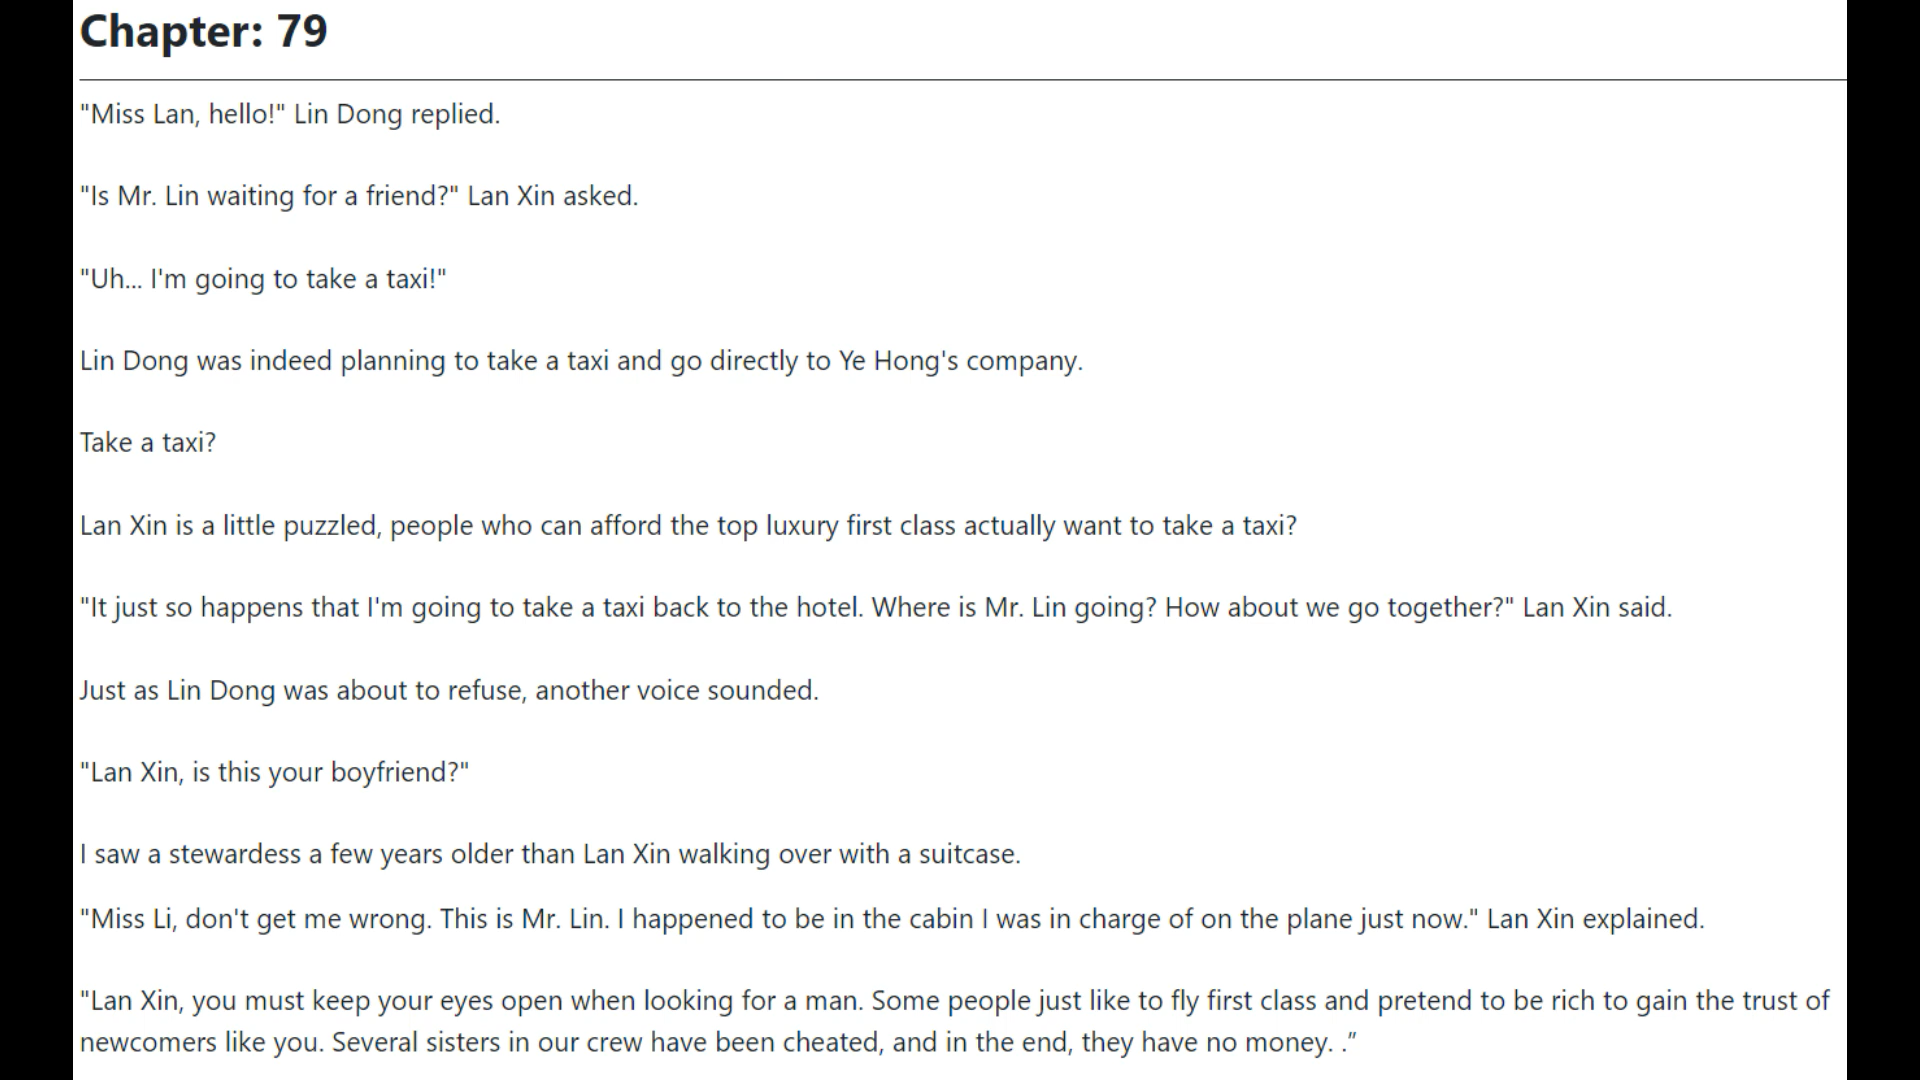 Chapter: 79
"Miss Lan, hello!" Lin Dong replied.
"Is Mr. Lin waiting for a friend?" Lan Xin asked.
"Uh... I'm going to take a taxi!"
Lin Dong was indeed planning to take a taxi and go directly to Ye Hong's company.
Take a taxi?
Lan Xin is a little puzzled, people who can afford the top luxury first class actually want to take a taxi?
"It just so happens that I'm going to take a taxi back to the hotel. Where is Mr. Lin going? How about we go together?" Lan Xin said.
Just as Lin Dong was about to refuse, another voice sounded.
"Lan Xin, is this your boyfriend?"
I saw a stewardess a few years older than Lan Xin walking over with a suitcase.
"Miss Li, don't get me wrong. This is Mr. Lin. I happened to be in the cabin I was in charge of on the plane just now." Lan Xin explained.
"Lan Xin, you must keep your eyes open when looking for a man. Some people just like to fly first class and pretend to be rich to gain the trust of
newcomers like you. Several sisters in our crew have been cheated, and in the end, they have no money. .”